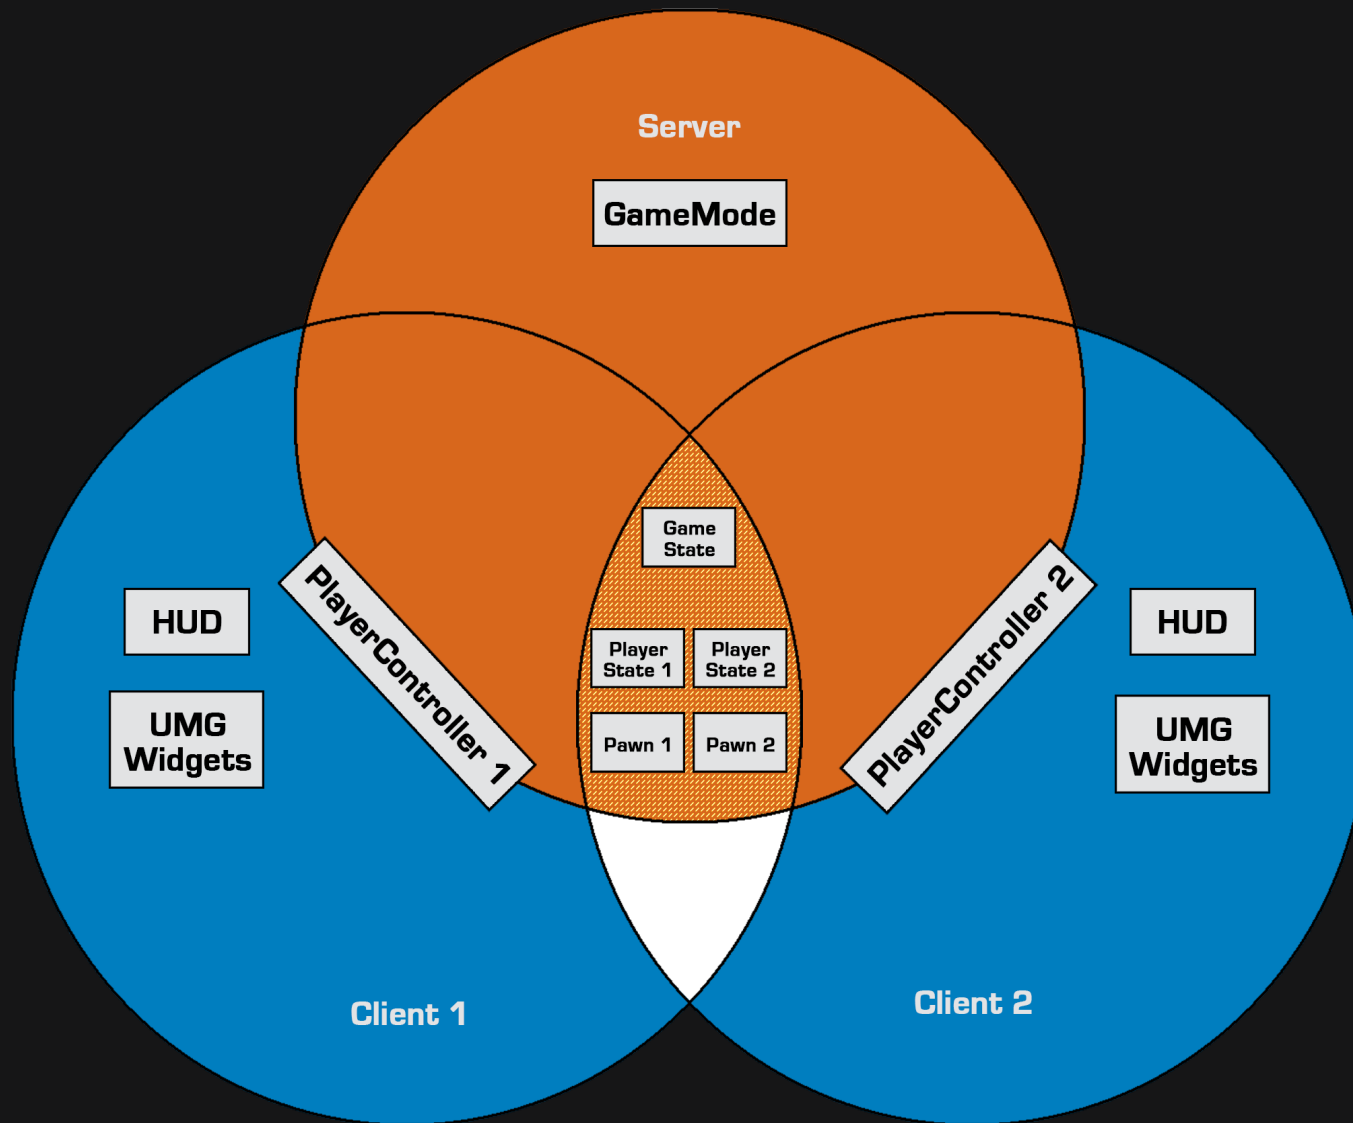 Server
GameMode
Game
State
PlayerController 1
PlayerController 2
HUD
HUD
Player
State 1
Player
State 2
UMG
Widgets
Pawn 1
Pawn 2
UMG
Widgets
Client 1
Client 2